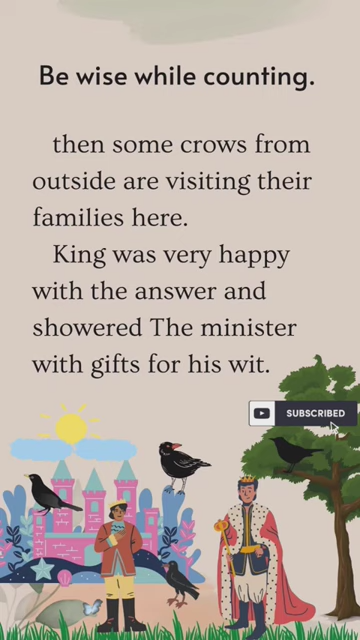 Be wise while counting.
then some crows from
outside are visiting their
families here.
King was very happy
with the answer and
showered The minister
with gifts for his wit.
SUBSCRIBED